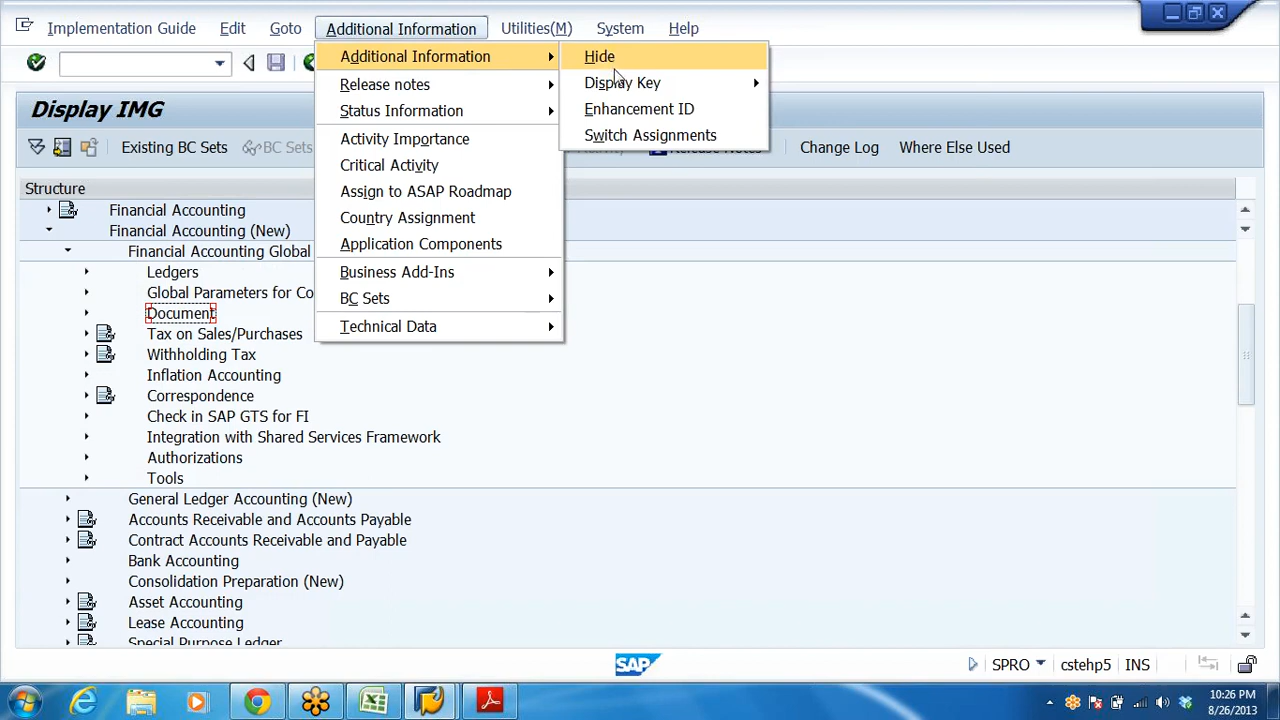 Implementation Guide Edit Goto Additional Information Utilities(M) System Help
Additional Information
Release notes
Status Information
Activity Importance
Critical Activity
Assign to ASAP Roadmap
Country Assignment
Application Components
Business Add-Ins
BC Sets
Technical Data
Hide
Display Key
Enhancement ID
Switch Assignments
Display IMG
Existing BC Sets BC Sets Release Notes Change Log Where Else Used
Structure
Financial Accounting
Financial Accounting (New)
Financial Accounting Global
Ledgers
Global Parameters for Co
Document
Tax on Sales/Purchases
Withholding Tax
Inflation Accounting
Correspondence
Check in SAP GTS for FI
Integration with Shared Services Framework
Authorizations
Tools
General Ledger Accounting (New)
Accounts Receivable and Accounts Payable
Contract Accounts Receivable and Payable
Bank Accounting
Consolidation Preparation (New)
Asset Accounting
Lease Accounting
Special Purpose Ledger
SAP
SPRO cstehp5 INS
10:26 PM
8/26/2013